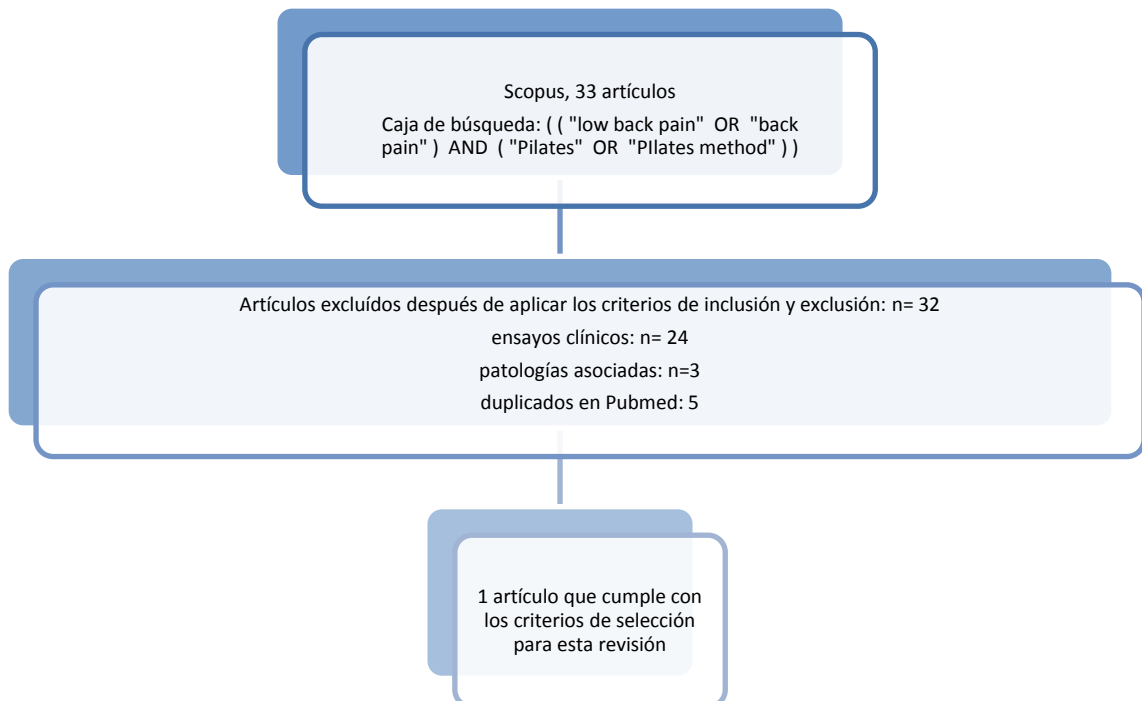 Scopus, 33 artículos
Caja de búsqueda: ( ( "low back pain" OR "back
pain" ) AND ( "Pilates" OR "PIlates method" ) )
Artículos excluídos después de aplicar los criterios de inclusión y exclusión: n= 32
ensayos clínicos: n= 24
patologías asociadas: n=3
duplicados en Pubmed: 5
1 artículo que cumple con
los criterios de selección
para esta revisión